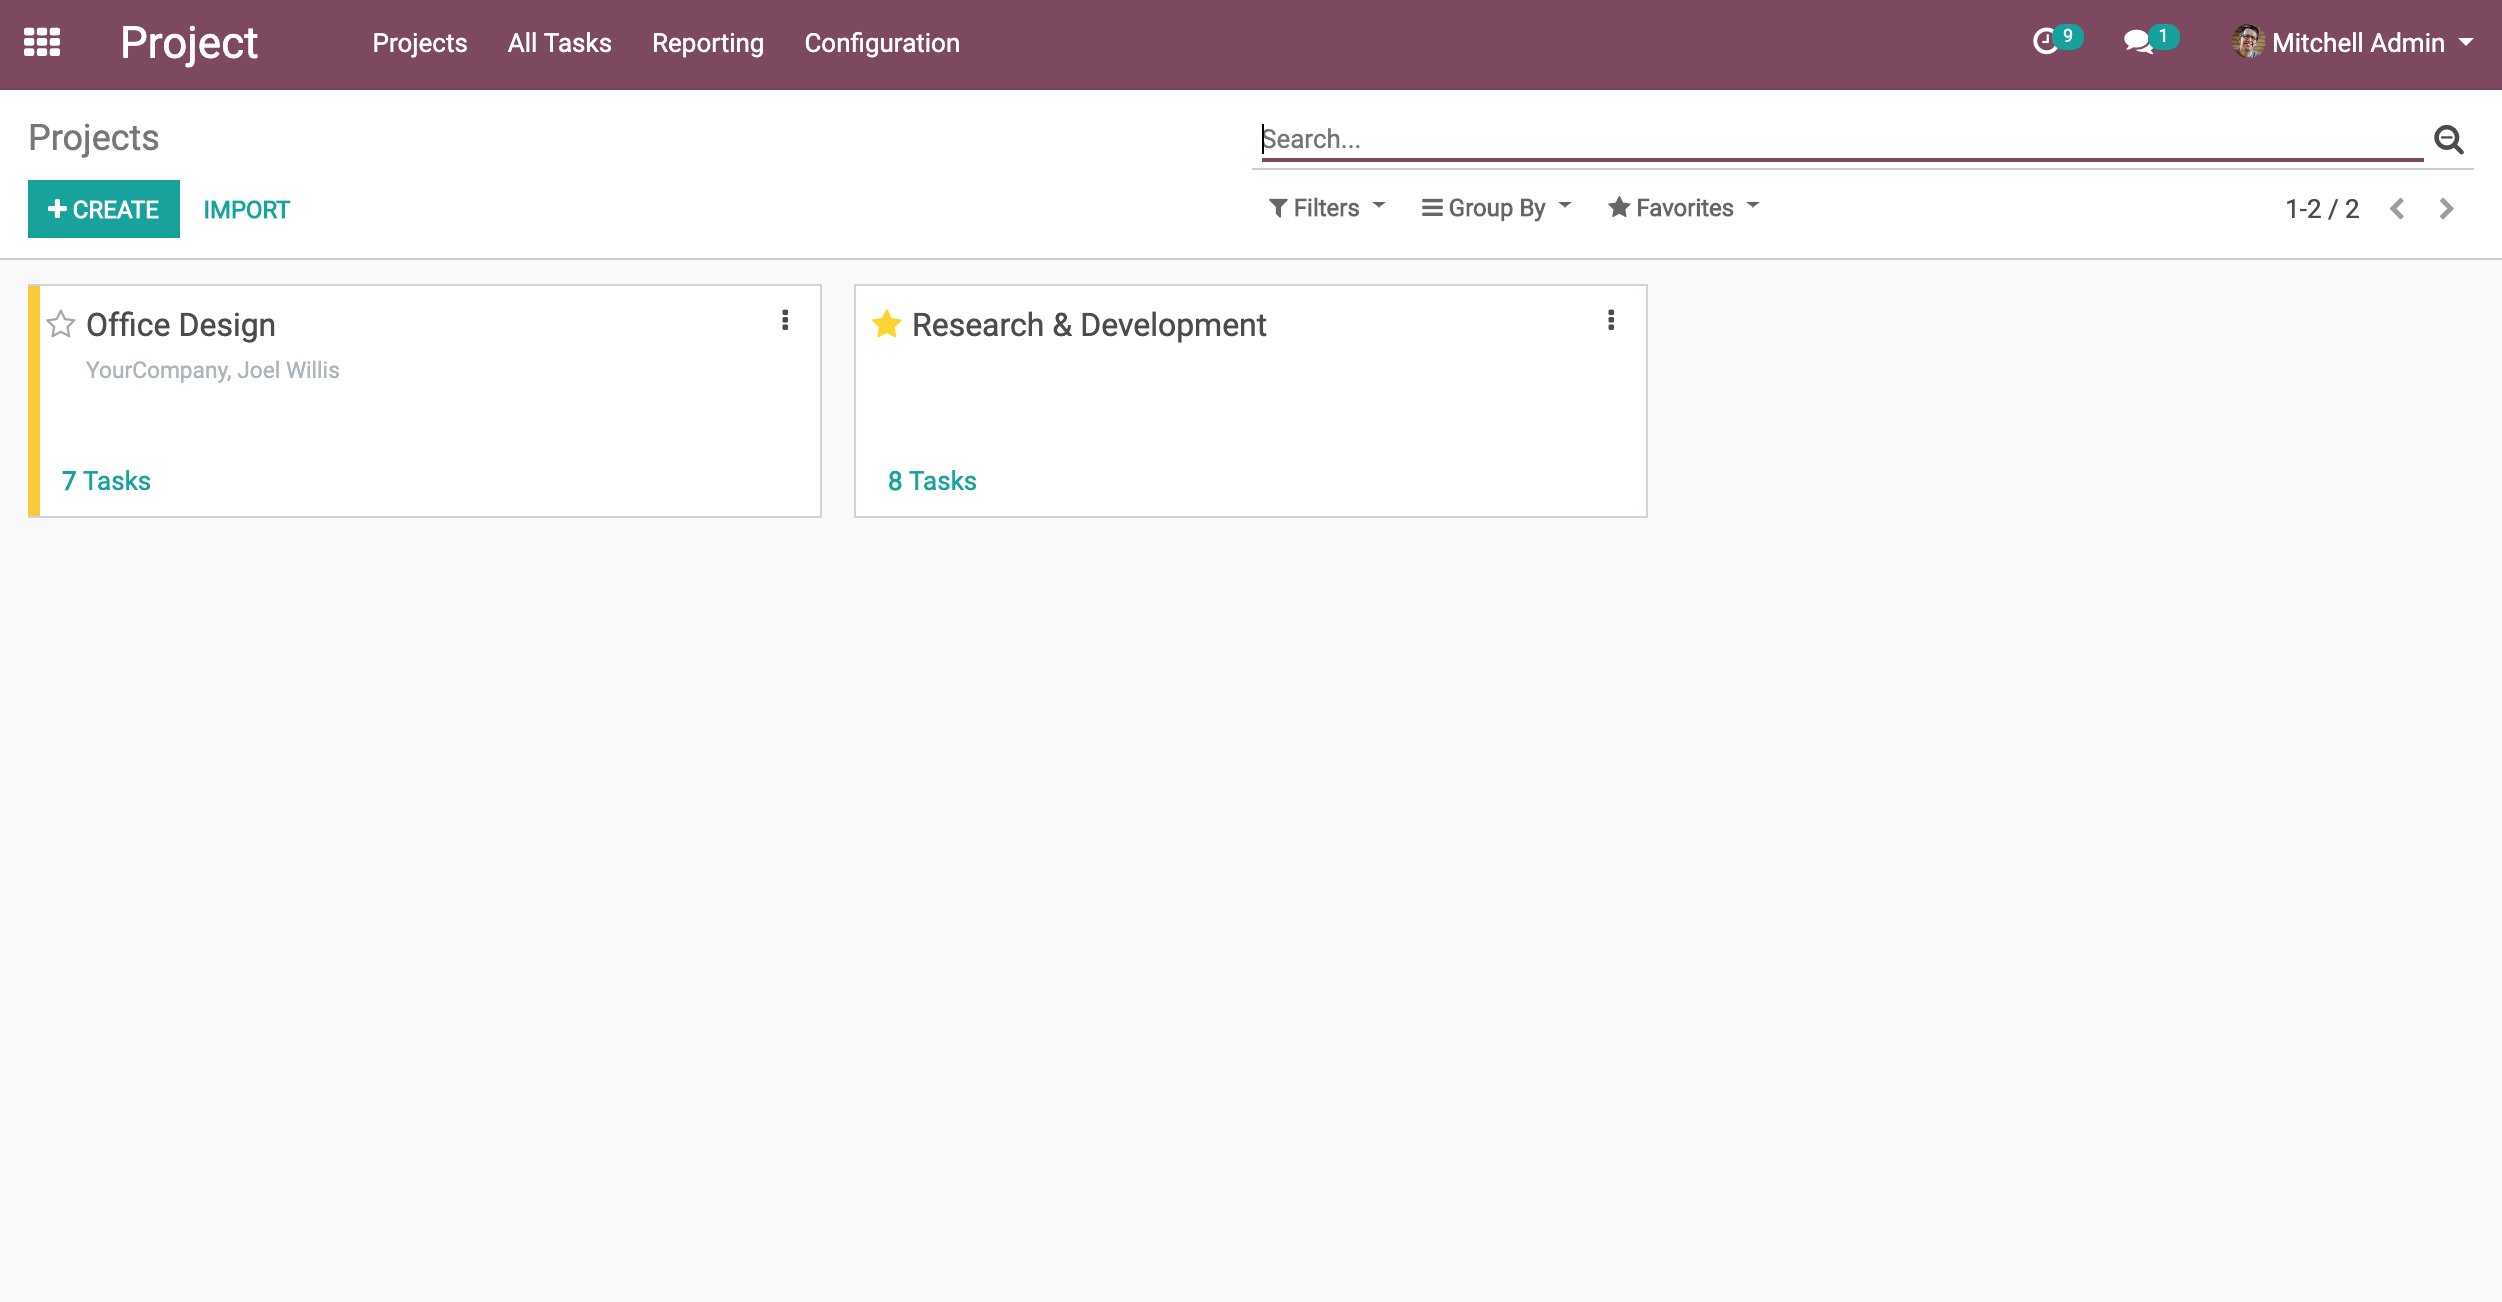 Project
Projects
All Tasks
Reporting
Configuration
9
1
Mitchell Admin
Projects
Search...
CREATE
IMPORT
Filters
Group By
Favorites
1-2 / 2
Office Design
YourCompany, Joel Willis
7 Tasks
Research & Development
8 Tasks